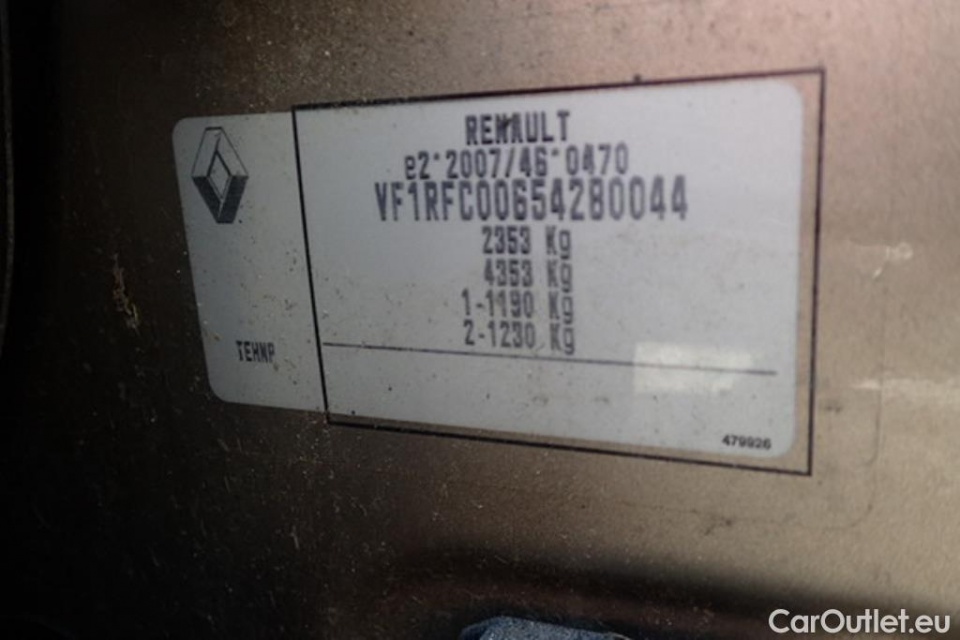 RENAULT
e2*2007/46*0470
VF1RFC00654280044
2353 Kg
4353 Kg
1-1190 Kg
2-1230 Kg
TEHNP
479926
CarOutlet.eu